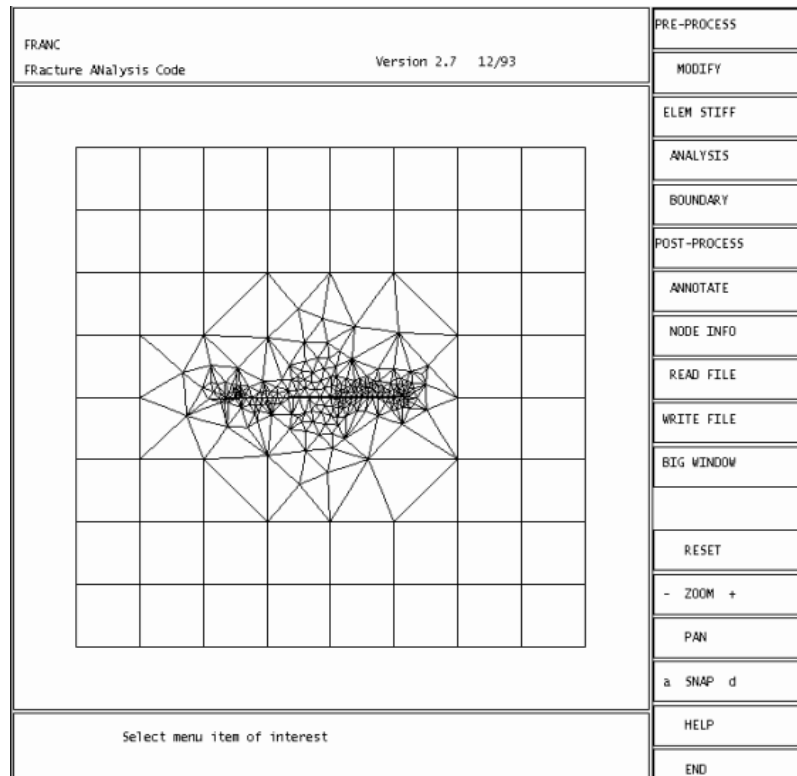 FRANC
FRacture ANalysis Code
Version 2.7 12/93
PRE-PROCESS
MODIFY
ELEM STIFF
ANALYSIS
BOUNDARY
POST-PROCESS
ANNOTATE
NODE INFO
READ FILE
WRITE FILE
BIG WINDOW
RESET
- ZOOM +
PAN
a SNAP d
HELP
END
Select menu item of interest